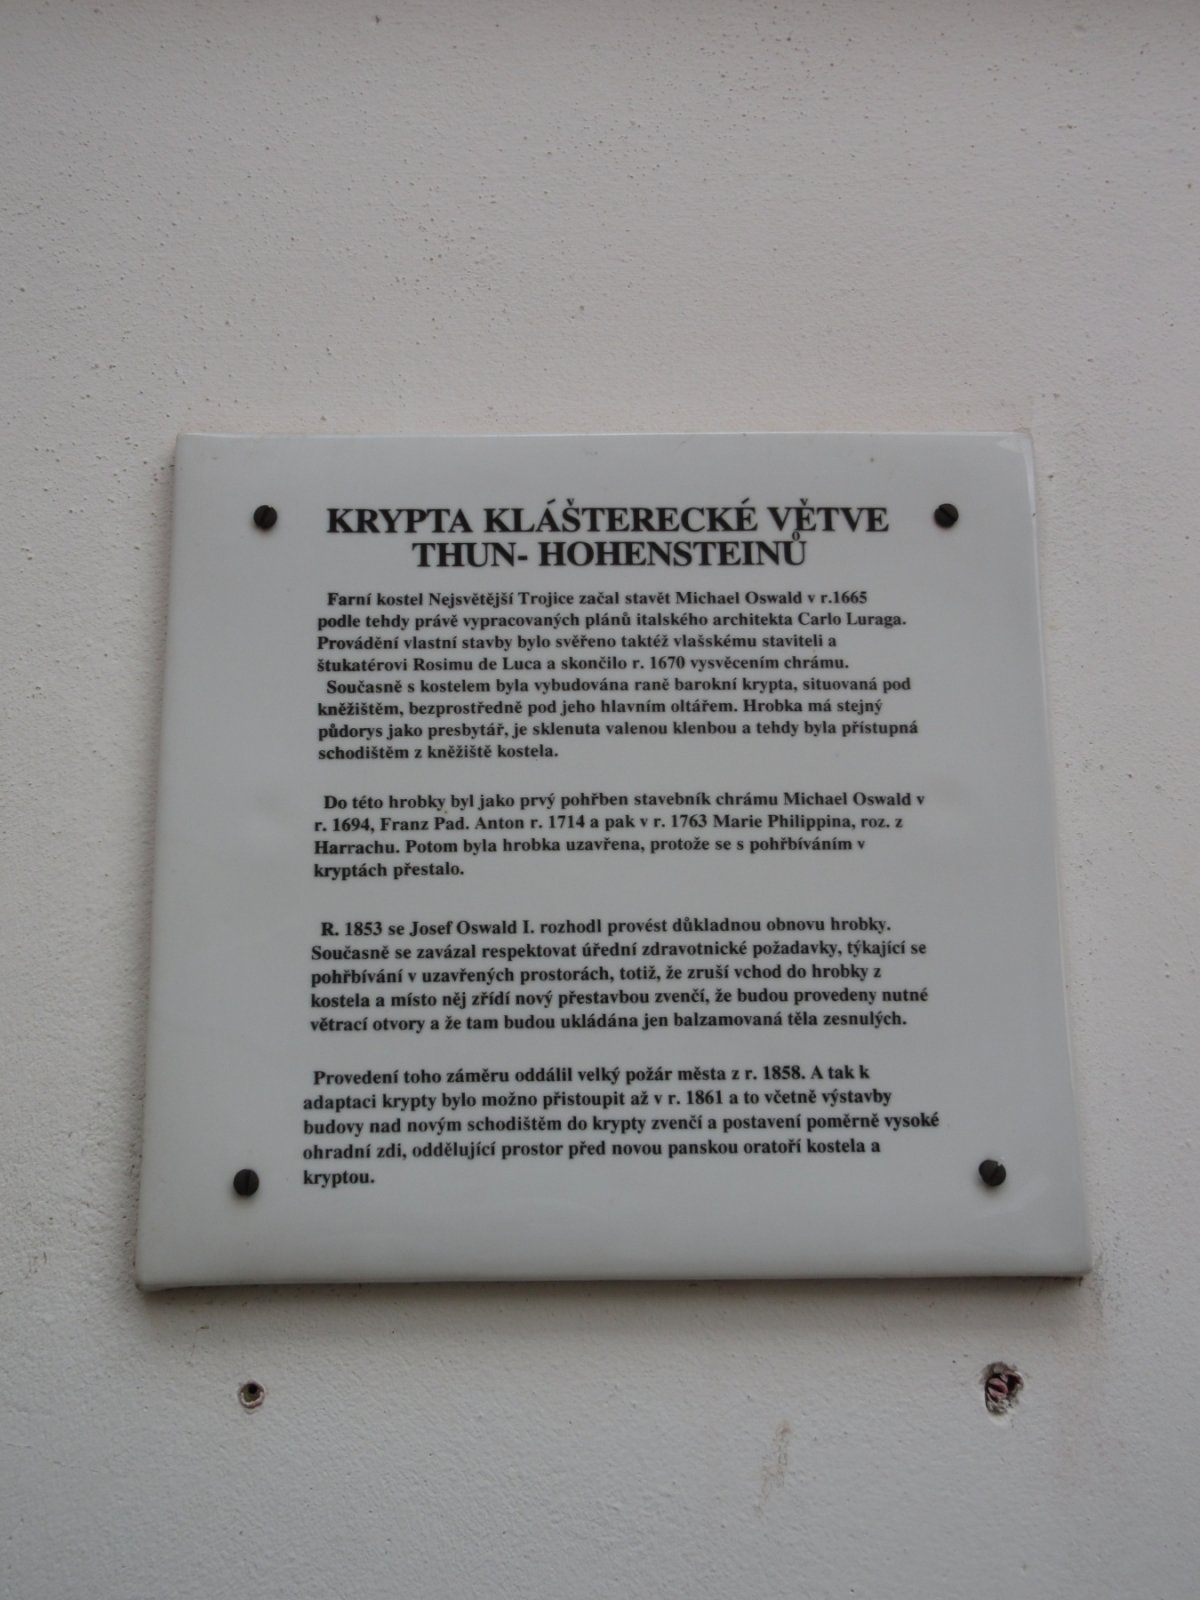 KRYPTA KLÁŠTERECKÉ VĚTVE
THUN- HOHENSTEINŮ
Farní kostel Nejsvětější Trojice začal stavět Michael Oswald v r.1665
podle tehdy právě vypracovaných plánů italského architekta Carlo Luraga.
Provádění vlastní stavby bylo svěřeno taktéž vlašskému staviteli a
štukatérovi Rosimu de Luca a skončilo r. 1670 vysvěcením chrámu.
Současně s kostelem byla vybudována raně barokní krypta, situovaná pod
kněžištěm, bezprostředně pod jeho hlavním oltářem. Hrobka má stejný
půdorys jako presbytář, je sklenuta valenou klenbou a tehdy byla přístupná
schodištěm z kněžiště kostela.
Do této hrobky byl jako prvý pohřben stavebník chrámu Michael Oswald v
r. 1694, Franz Pad. Anton r. 1714 a pak v r. 1763 Marie Philippina, roz. z
Harrachu. Potom byla hrobka uzavřena, protože se s pohřbíváním v
kryptách přestalo.
R. 1853 se Josef Oswald I. rozhodl provést důkladnou obnovu hrobky.
Současně se zavázal respektovat úřední zdravotnické požadavky, týkající se
pohřbívání v uzavřených prostorách, totiž, že zruší vchod do hrobky z
kostela a místo něj zřídí nový přestavbou zvenčí, že budou provedeny nutné
větrací otvory a že tam budou ukládána jen balzamovaná těla zesnulých.
Provedení toho záměru oddálil velký požár města z r. 1858. A tak k
adaptaci krypty bylo možno přistoupit až v r. 1861 a to včetně výstavby
budovy nad novým schodištěm do krypty zvenčí a postavení poměrně vysoké
ohradní zdi, oddělující prostor před novou panskou oratoří kostela a
kryptou.